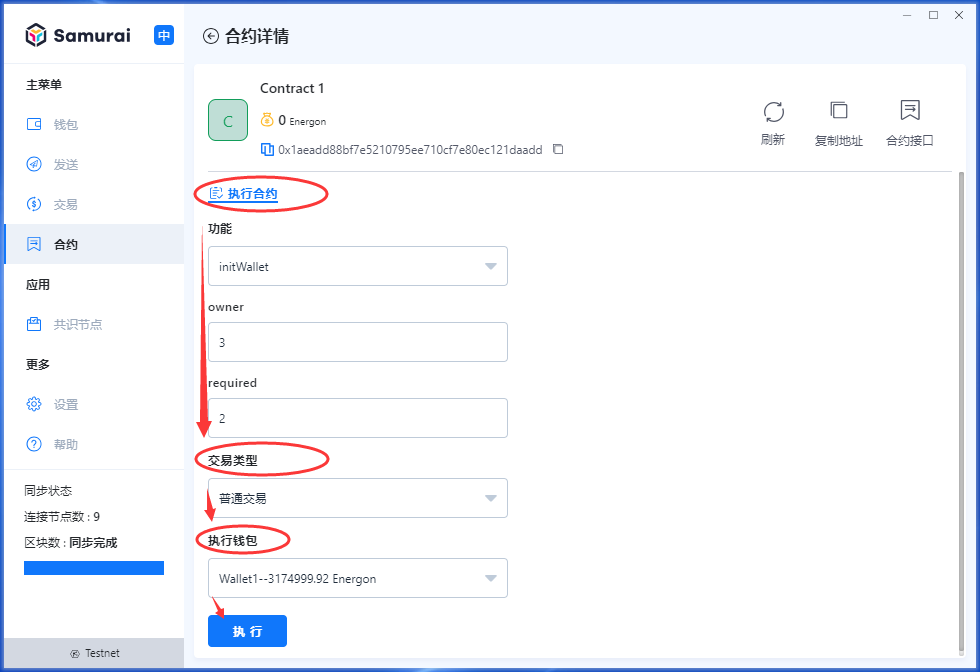 Samurai 中
合约详情
主菜单
钱包
发送
交易
合约
应用
共识节点
更多
设置
帮助
同步状态
连接节点数 : 9
区块数 : 同步完成
Testnet
Contract 1
C
0 Energon
0x1aeadd88bf7e5210795ee710cf7e80ec121daadd
刷新
复制地址
合约接口
执行合约
功能
initWallet
owner
3
required
2
交易类型
普通交易
执行钱包
Wallet1--3174999.92 Energon
执 行